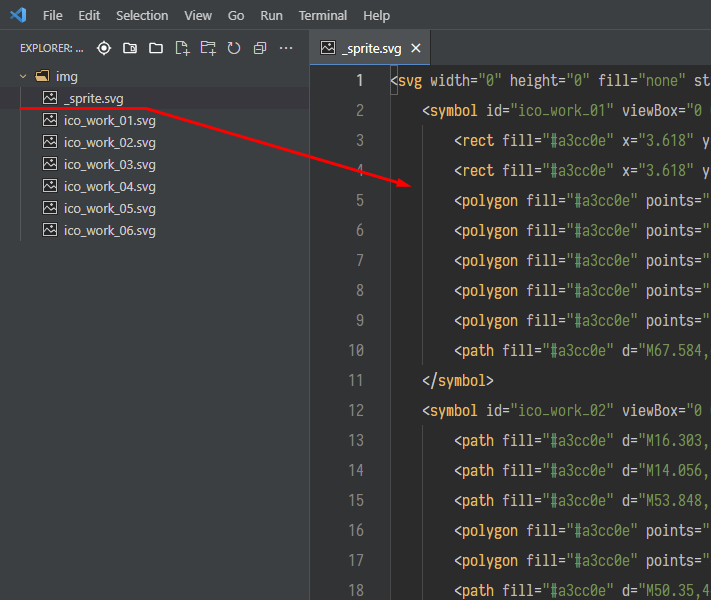 File Edit Selection View Go Run Terminal Help
EXPLORER: ...
_sprite.svg
img
_sprite.svg
ico_work_01.svg
ico_work_02.svg
ico_work_03.svg
ico_work_04.svg
ico_work_05.svg
ico_work_06.svg
1 <svg width="0" height="0" fill="none" st
2 <symbol id="ico_work_01" viewBox="0
3 <rect fill="#a3cc0e" x="3.618" y
4 <rect fill="#a3cc0e" x="3.618" y
5 <polygon fill="#a3cc0e" points="
6 <polygon fill="#a3cc0e" points="
7 <polygon fill="#a3cc0e" points="
8 <polygon fill="#a3cc0e" points="
9 <polygon fill="#a3cc0e" points="
10 <path fill="#a3cc0e" d="M67.584,
11 </symbol>
12 <symbol id="ico_work_02" viewBox="0
13 <path fill="#a3cc0e" d="M16.303,
14 <path fill="#a3cc0e" d="M14.056,
15 <path fill="#a3cc0e" d="M53.848,
16 <polygon fill="#a3cc0e" points="
17 <polygon fill="#a3cc0e" points="
18 <path fill="#a3cc0e" d="M50.35,4